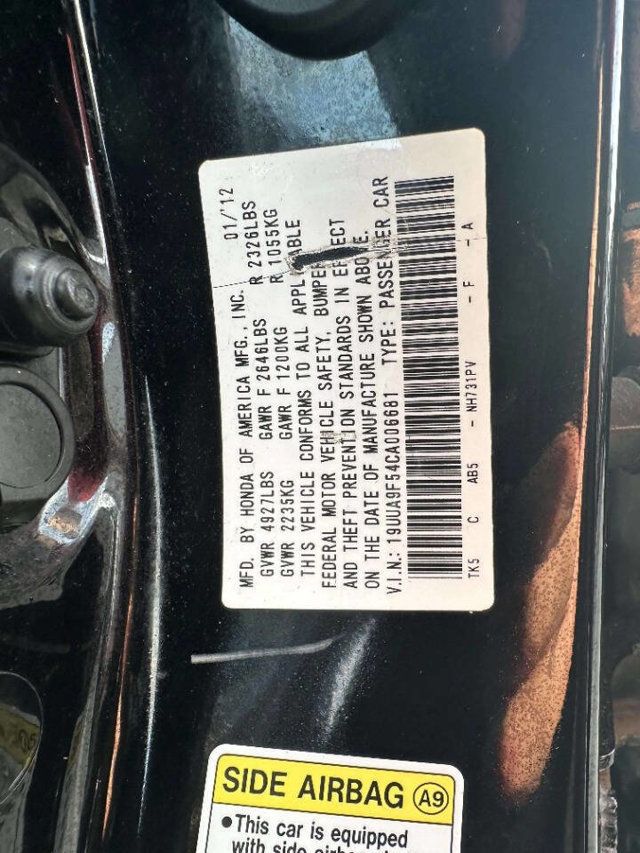 MFD. BY HONDA OF AMERICA MFG., INC. 01/'12
GVWR 4927LBS GAWR F 2646LBS R 2326LBS
GVWR 2235KG GAWR F 1200KG R 1055KG
THIS VEHICLE CONFORMS TO ALL APPLICABLE
FEDERAL MOTOR VEHICLE SAFETY, BUMPER
AND THEFT PREVENTION STANDARDS IN EFFECT
ON THE DATE OF MANUFACTURE SHOWN ABOVE.
V.I.N.: 19UUA9F54CA006681 TYPE: PASSENGER CAR
TK5 C AB5 - NH731PV - F - A
SIDE AIRBAG A9
•This car is equipped
with side airbags